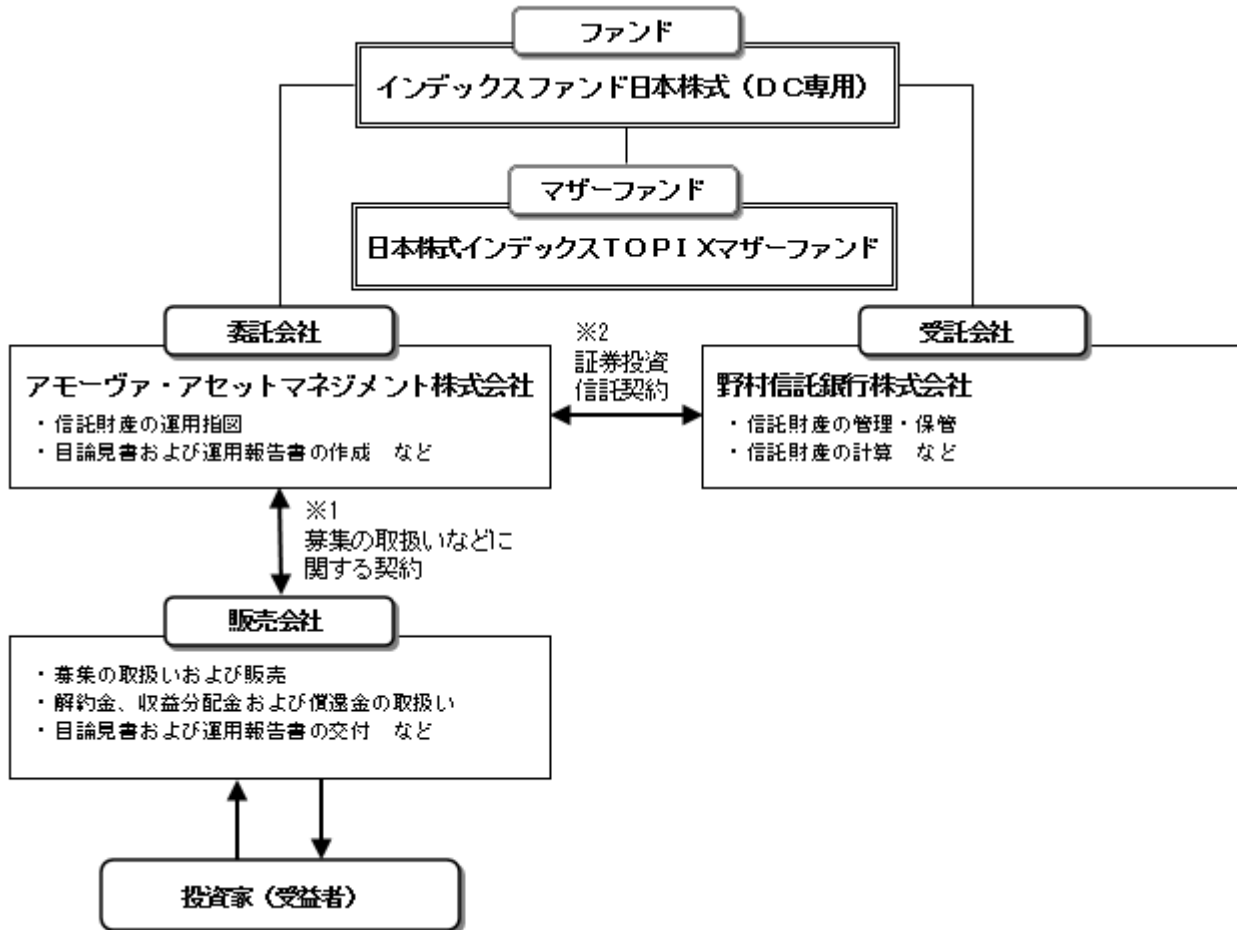 ファンド
インデックスファンド日本株式（ＤＣ専用）
マザーファンド
日本株式インデックスＴＯＰＩＸマザーファンド
委託会社
アモーヴァ・アセットマネジメント株式会社
・信託財産の運用指図
・目論見書および運用報告書の作成　など
※2
証券投資
信託契約
受託会社
野村信託銀行株式会社
・信託財産の管理・保管
・信託財産の計算　など
※1
募集の取扱いなどに
関する契約
販売会社
・募集の取扱いおよび販売
・解約金、収益分配金および償還金の取扱い
・目論見書および運用報告書の交付　など
投資家（受益者）